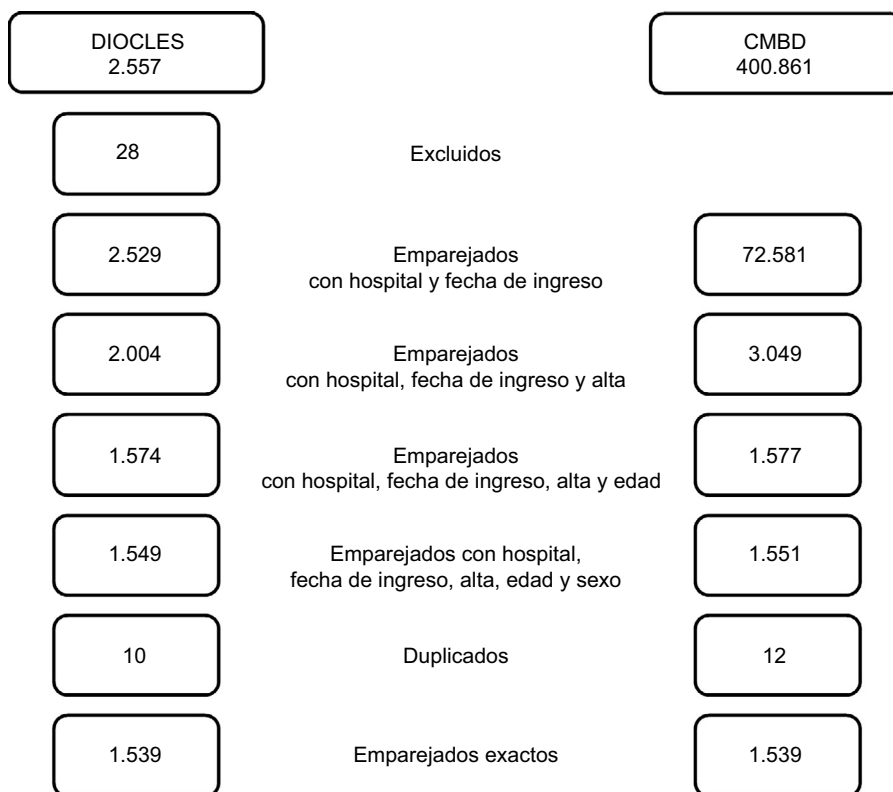 DIOCLES
2.557
CMBD
400.861
28
Excluidos
2.529
Emparejados
con hospital y fecha de ingreso
72.581
2.004
Emparejados
con hospital, fecha de ingreso y alta
3.049
1.574
Emparejados
con hospital, fecha de ingreso, alta y edad
1.577
1.549
Emparejados con hospital,
fecha de ingreso, alta, edad y sexo
1.551
10
Duplicados
12
1.539
Emparejados exactos
1.539